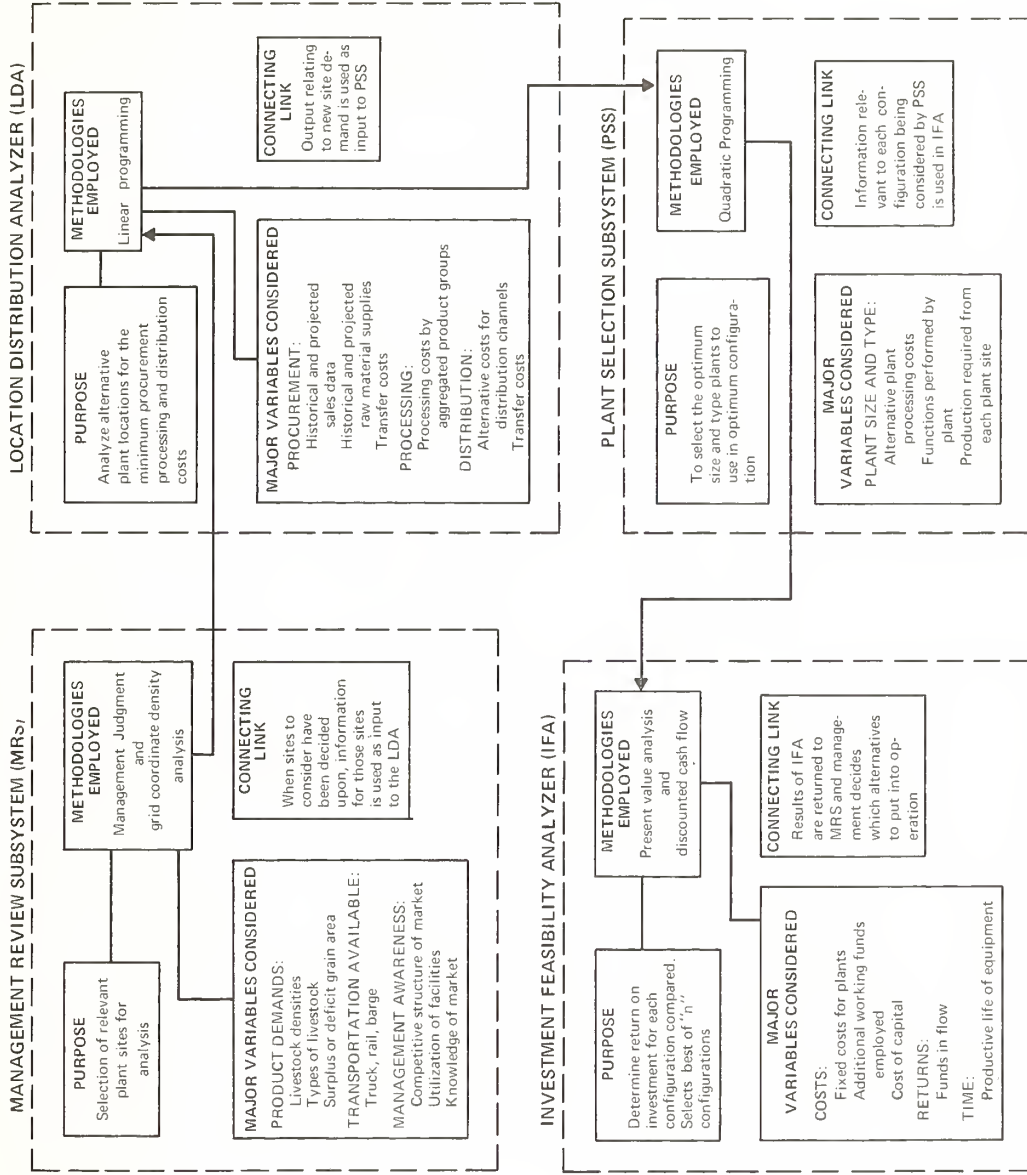 MANAGEMENT REVIEW SUBSYSTEM (MRS)
PURPOSE
Selection of relevant
plant sites for
analysis
METHODOLOGIES
EMPLOYED
Management Judgment
and
grid coordinate density
analysis
MAJOR VARIABLES CONSIDERED
PRODUCT DEMANDS:
Livestock densities
Types of livestock
Surplus or deficit grain area
TRANSPORTATION AVAILABLE:
Truck, rail, barge
MANAGEMENT AWARENESS:
Competitive structure of market
Utilization of facilities
Knowledge of market
CONNECTING
LINK
When sites to
consider have
been decided
upon, information
for those sites
is used as input
to the LDA
LOCATION DISTRIBUTION ANALYZER (LDA)
PURPOSE
Analyze alternative
plant locations for the
minimum procurement
processing and distribution
costs
METHODOLOGIES
EMPLOYED
Linear programming
MAJOR VARIABLES CONSIDERED
PROCUREMENT:
Historical and projected
sales data
Historical and projected
raw material supplies
Transfer costs
PROCESSING:
Processing costs by
aggregated product groups
DISTRIBUTION:
Alternative costs for
distribution channels
Transfer costs
CONNECTING
LINK
Output relating
to new site de-
mand is used as
input to PSS
INVESTMENT FEASIBILITY ANALYZER (IFA)
PURPOSE
Determine return on
investment for each
configuration compared.
Selects best of "n"
configurations
METHODOLOGIES
EMPLOYED
Present value analysis
and
discounted cash flow
MAJOR
VARIABLES CONSIDERED
COSTS:
Fixed costs for plants
Additional working funds
employed
Cost of capital
RETURNS:
Funds in flow
TIME:
Productive life of equipment
CONNECTING LINK
Results of IFA
are returned to
MRS and manage-
ment decides
which alternatives
to put into op-
eration
PLANT SELECTION SUBSYSTEM (PSS)
PURPOSE
To select the optimum
size and type plants to
use in optimum configura-
tion
METHODOLOGIES
EMPLOYED
Quadratic Programming
MAJOR
VARIABLES CONSIDERED
PLANT SIZE AND TYPE:
Alternative plant
processing costs
Functions performed by
plant
Production required from
each plant site
CONNECTING LINK
Information rele-
vant to each con-
figuration being
considered by PSS
is used in IFA